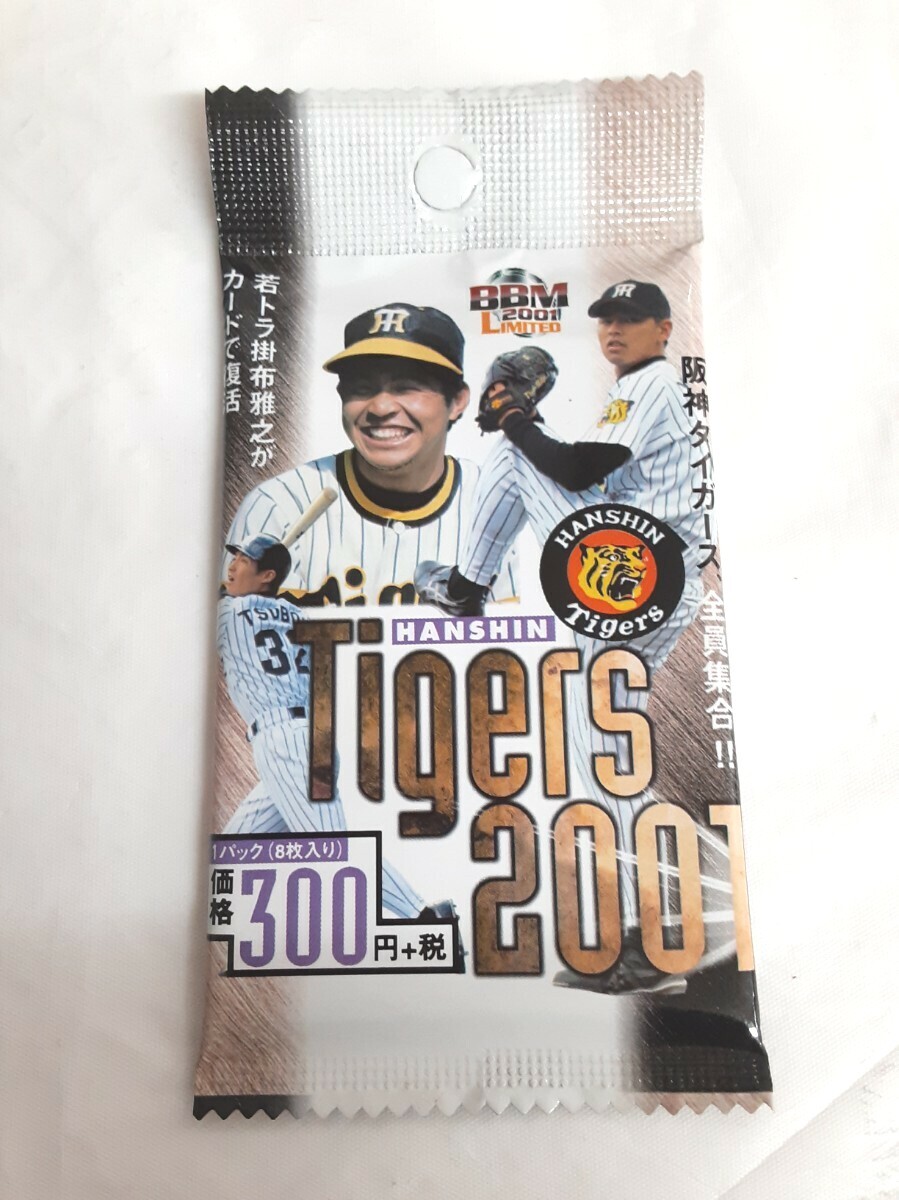 若トラ掛布雅之が
カードで復活
BBM
2001
LIMITED
阪神タイガース、全員集合!!
HANSHIN
Tigers
TSUBO
32
HANSHIN
Tigers
2001
1パック(8枚入り)
価格
300
円+税